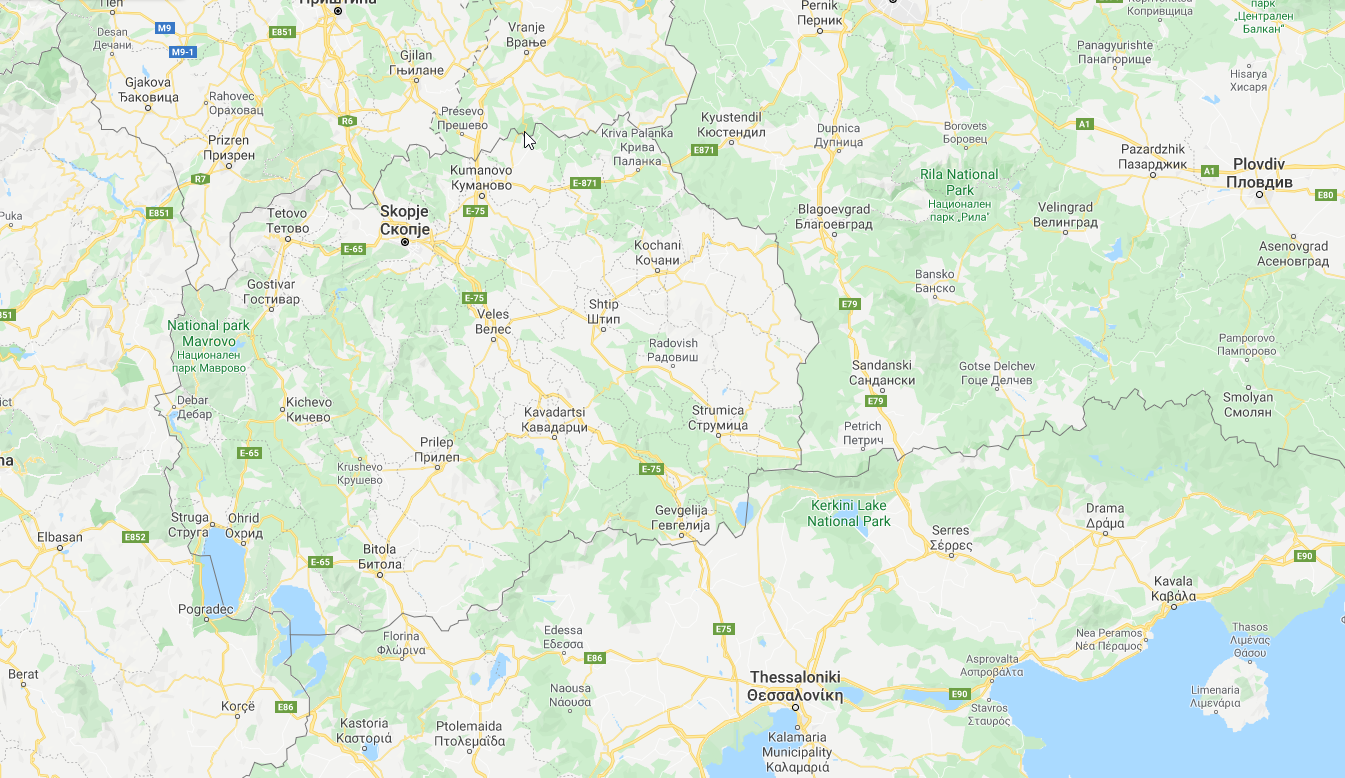 Приштина
Пећ
Desan
Дечани
M9
M9-1
E851
Gjilan
Гњилане
Vranje
Врање
Pernik
Перник
Копривщица
парк
„Централен
Балкан“
Panagyurishte
Панагюрище
Hisarya
Хисаря
Gjakova
Ђаковица
Rahovec
Ораховац
R6
Presevo
Прешево
Kriva Palanka
Крива
Паланка
Kyustendil
Кюстендил
E871
Dupnica
Дупница
Borovets
Боровец
A1
Pazardzhik
Пазарджик
A1
Plovdiv
Пловдив
E80
Prizren
Призрен
R7
Kumanovo
Куманово
E-871
Rila National
Park
Национален
парк „Рила“
Puka
E851
Tetovo
Тетово
Skopje
Скопје
E-75
E-65
Blagoevgrad
Благоевград
Velingrad
Велинград
Asenovgrad
Асеновград
Kochani
Кочани
Gostivar
Гостивар
E-75
Bansko
Банско
E79
851
Veles
Велес
Shtip
Штип
National park
Mavrovo
Национален
парк Маврово
Radovish
Радовиш
Pamporovo
Пампорово
Sandanski
Сандански
E79
Gotse Delchev
Гоце Делчев
Smolyan
Смолян
Debar
Дебар
Kichevo
Кичево
Kavadartsi
Кавадарци
Strumica
Струмица
Petrich
Петрич
E-65
Prilep
Прилеп
Krushevo
Крушево
E-75
Gevgelija
Гевгелија
Kerkini Lake
National Park
Serres
Σέρρες
Drama
Δράμα
Struga
Струга
Ohrid
Охрид
Elbasan
E852
E-65
Bitola
Битола
E90
Kavala
Καβάλα
Pogradec
Florina
Φλώρινα
Edessa
Εδεσσα
E86
E75
Nea Peramos
Νέα Πέραμος
Thasos
Λιμένας
Θάσου
Berat
Naousa
Νάουσα
Thessaloniki
Θεσσαλονίκη
Asprovalta
Ασπροβάλτα
E90
Stavros
Σταυρός
Limenaria
Λιμενάρια
Korçë
E86
Kastoria
Καστοριά
Ptolemaida
Πτολεμαΐδα
Kalamaria
Municipality
Καλαμαριά